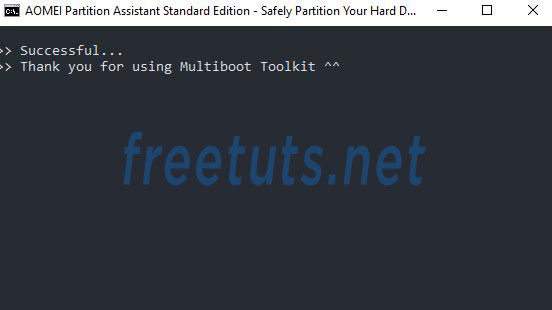 AOMEI Partition Assistant Standard Edition - Safely Partition Your Hard D...
>> Successful...
>> Thank you for using Multiboot Toolkit ^^
freetuts.net